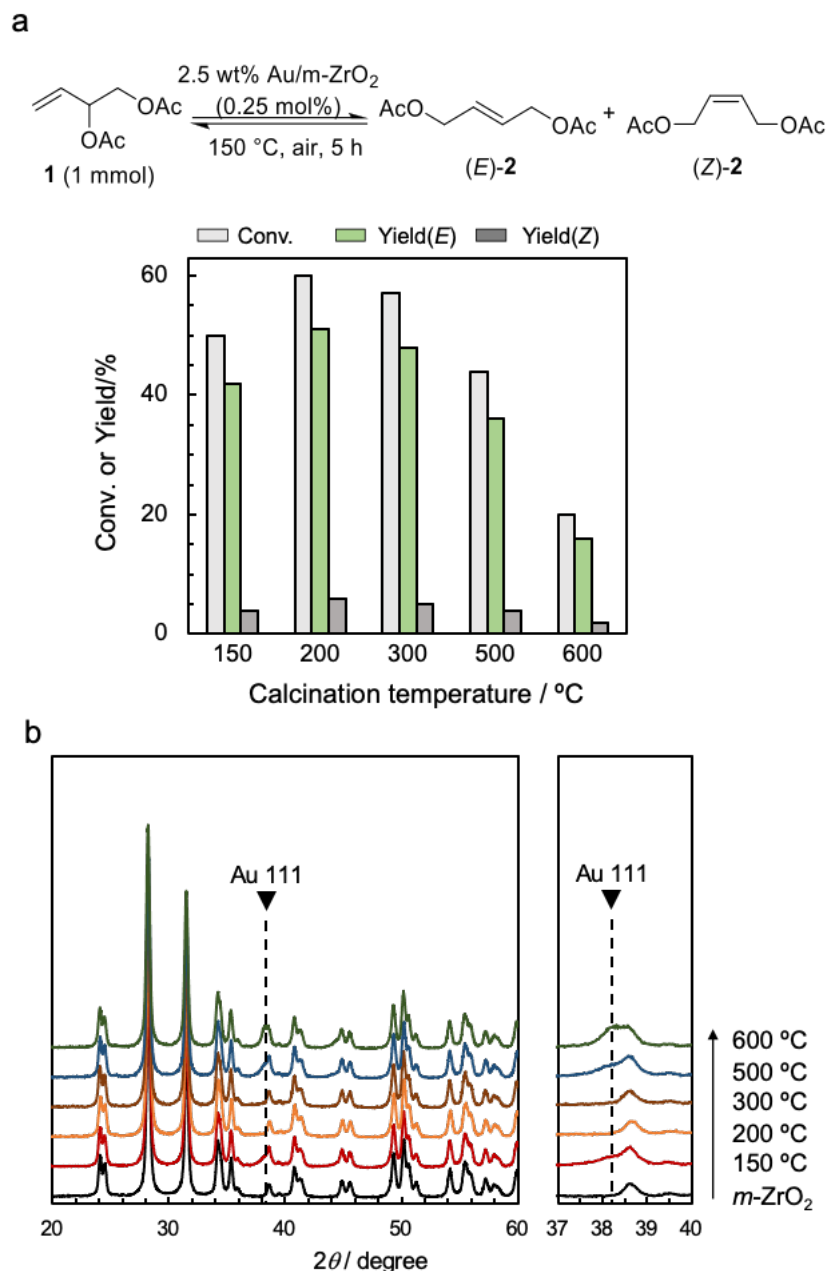 a
2.5 wt% Au/m-ZrO₂
(0.25 mol%)
150 °C, air, 5 h
OAc
OAc
1 (1 mmol)
AcO
OAc
(E)-2
+
AcO
OAc
(Z)-2
Conv. Yield(E) Yield(Z)
Conv. or Yield/%
60
40
20
0
150 200 300 500 600
Calcination temperature / ºC
b
Au 111
Au 111
600 ºC
500 ºC
300 ºC
200 ºC
150 ºC
m-ZrO₂
20 30 40 50 60
37 38 39 40
2θ / degree